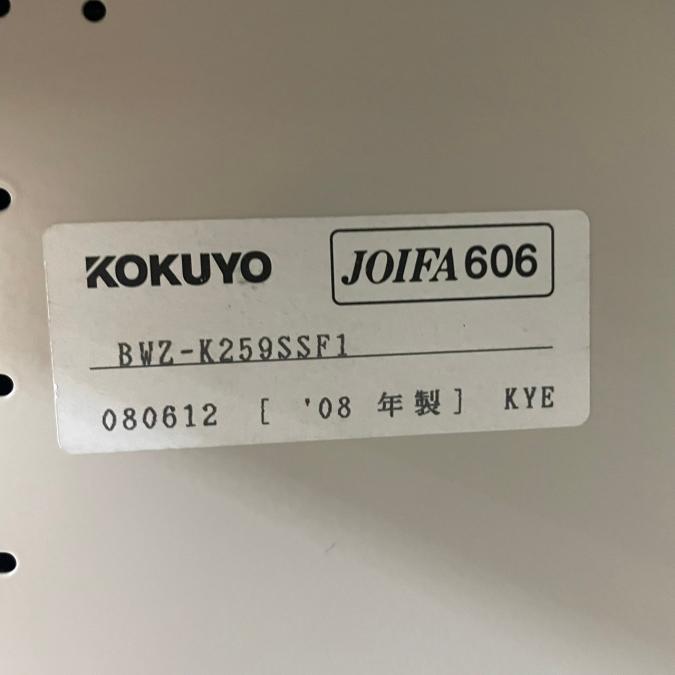 KOKUYO JOIFA606
BWZ-K259SSF1
080612 [ '08 年製] KYE